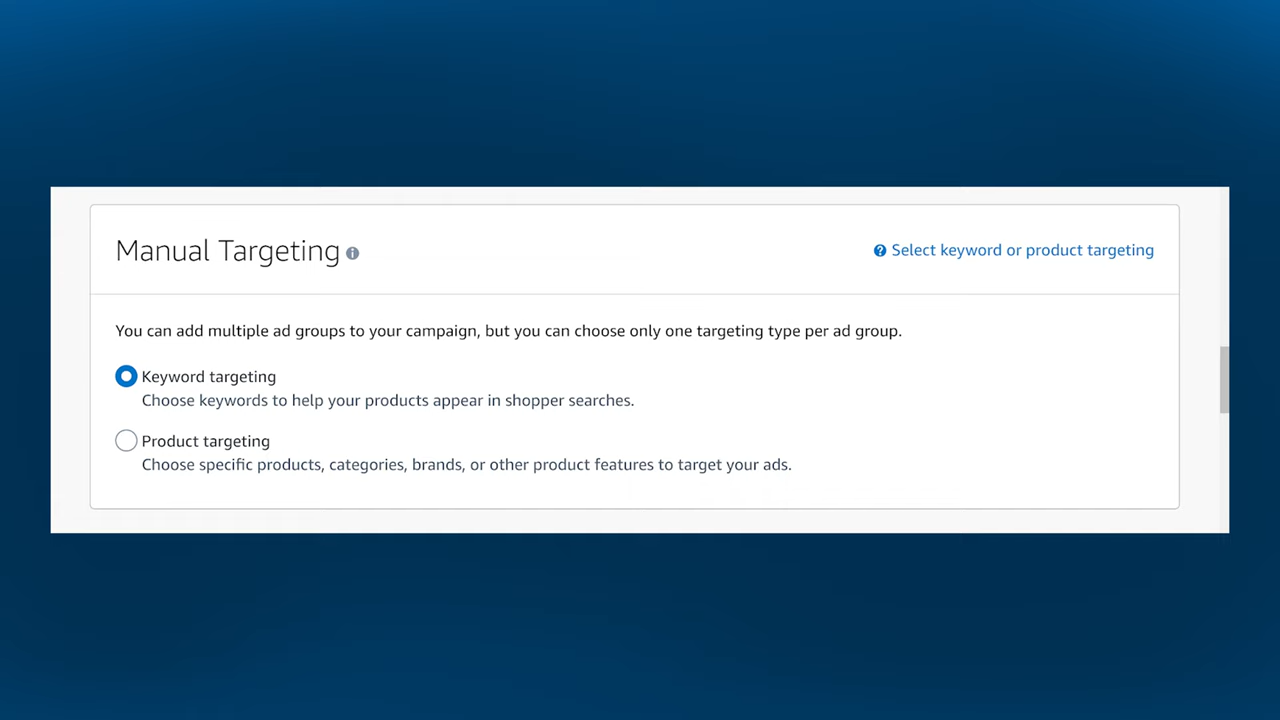 Manual Targeting
Select keyword or product targeting
You can add multiple ad groups to your campaign, but you can choose only one targeting type per ad group.
Keyword targeting
Choose keywords to help your products appear in shopper searches.
Product targeting
Choose specific products, categories, brands, or other product features to target your ads.